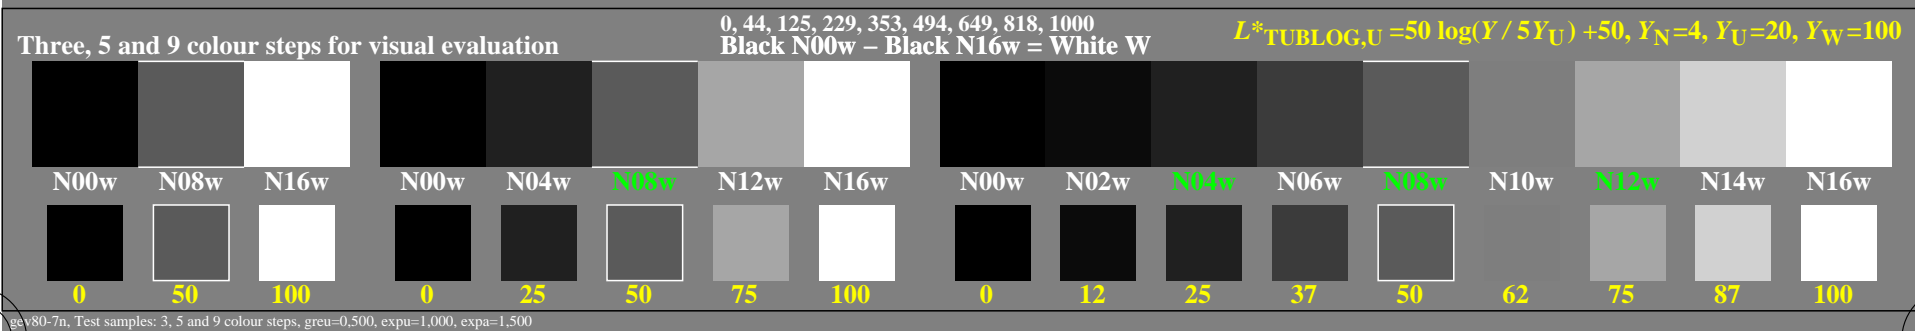 0, 44, 125, 229, 353, 494, 649, 818, 1000
Three, 5 and 9 colour steps for visual evaluation
Black N00w – Black N16w = White W
L*TUBLOG,U =50 log(Y / 5YU) +50, YN=4, YU=20, YW=100
N00w N08w N16w N00w N04w N08w N12w N16w N00w N02w N04w N06w N08w N10w N12w N14w N16w
0 50 100 0 25 50 75 100 0 12 25 37 50 62 75 87 100
gev80-7n, Test samples: 3, 5 and 9 colour steps, greu=0,500, expu=1,000, expa=1,500